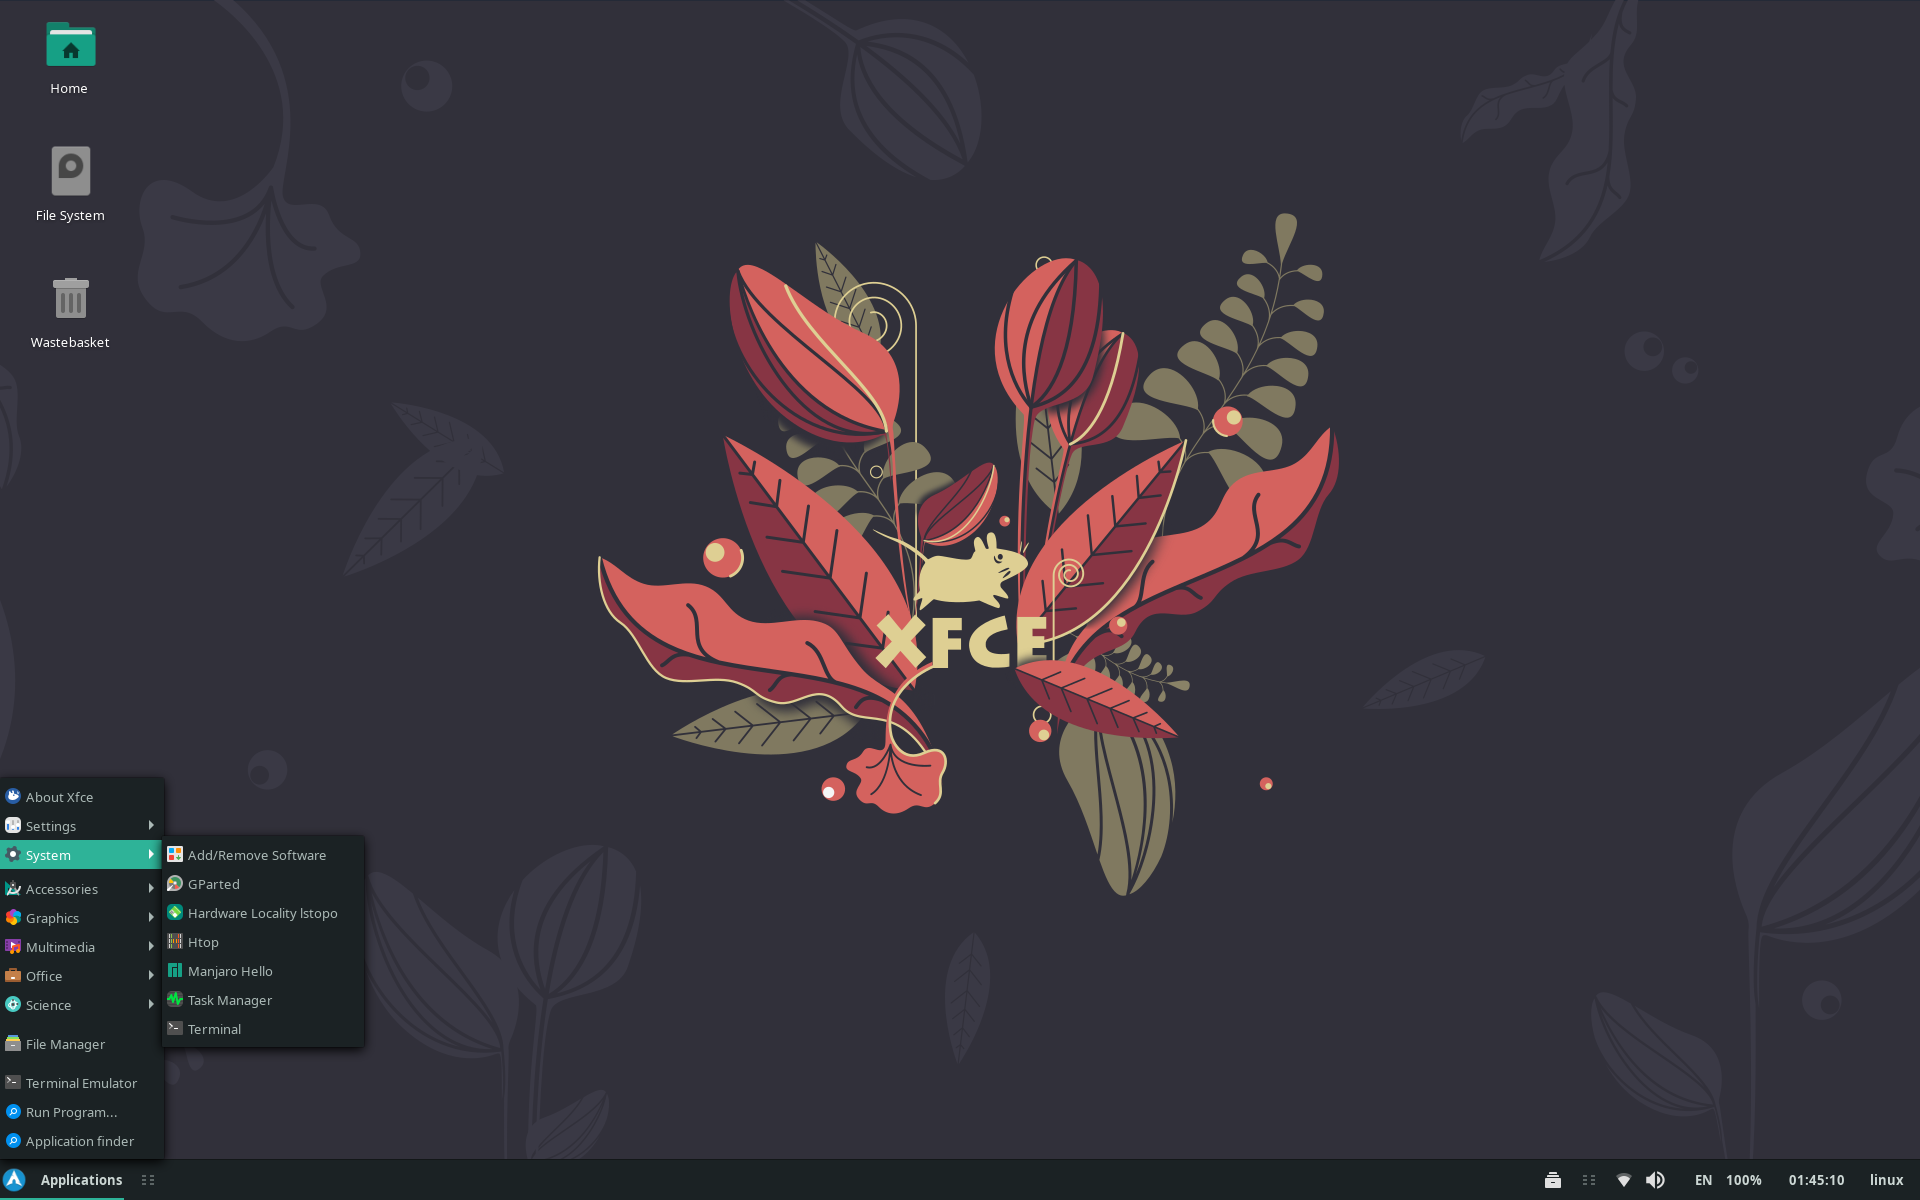 Home
File System
Wastebasket
XFCE
About Xfce
Settings
System
Accessories
Graphics
Multimedia
Office
Science
File Manager
Terminal Emulator
Run Program...
Application finder
Add/Remove Software
GParted
Hardware Locality lstopo
Htop
Manjaro Hello
Task Manager
Terminal
Applications
EN 100% 01:45:10 linux